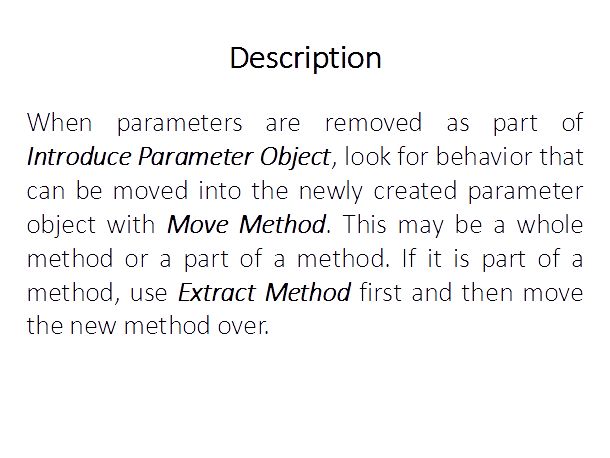 Description
When parameters are removed as part of
Introduce Parameter Object, look for behavior that
can be moved into the newly created parameter
object with Move Method. This may be a whole
method or a part of a method. If it is part of a
method, use Extract Method first and then move
the new method over.